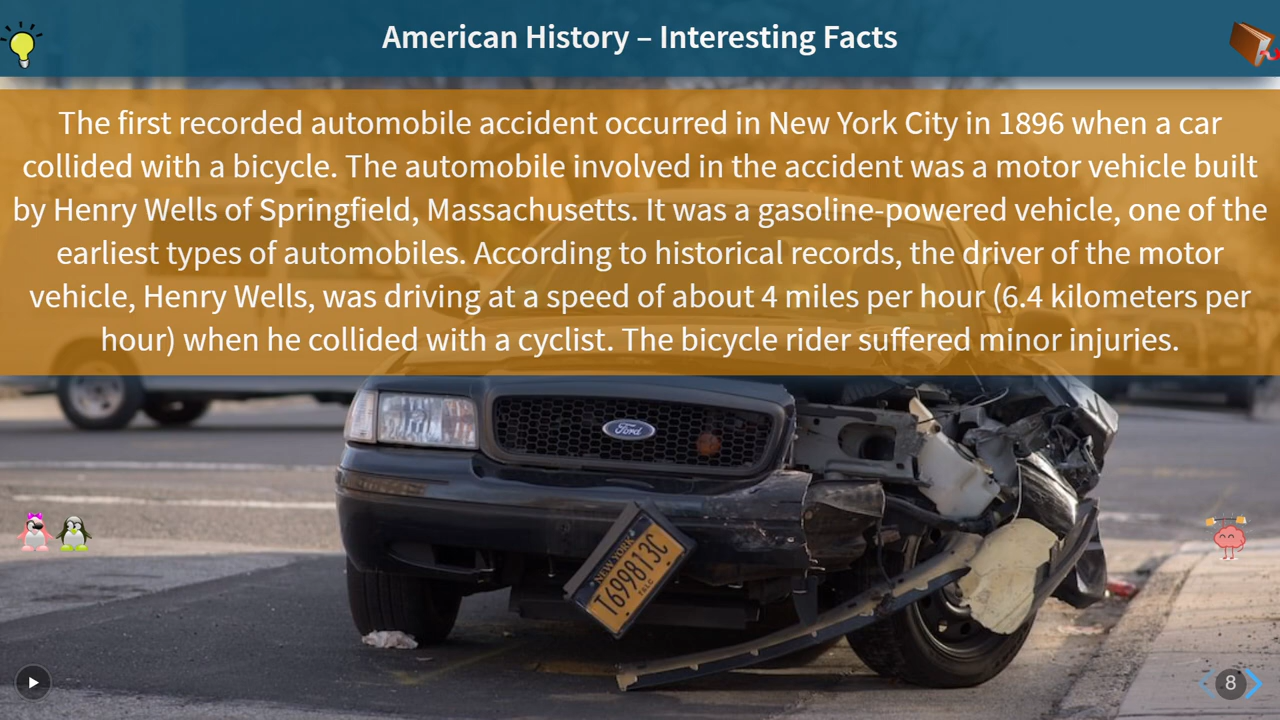 American History – Interesting Facts
The first recorded automobile accident occurred in New York City in 1896 when a car
collided with a bicycle. The automobile involved in the accident was a motor vehicle built
by Henry Wells of Springfield, Massachusetts. It was a gasoline-powered vehicle, one of the
earliest types of automobiles. According to historical records, the driver of the motor
vehicle, Henry Wells, was driving at a speed of about 4 miles per hour (6.4 kilometers per
hour) when he collided with a cyclist. The bicycle rider suffered minor injuries.
Ford
NEW YORK
T699813C
T&LC
8